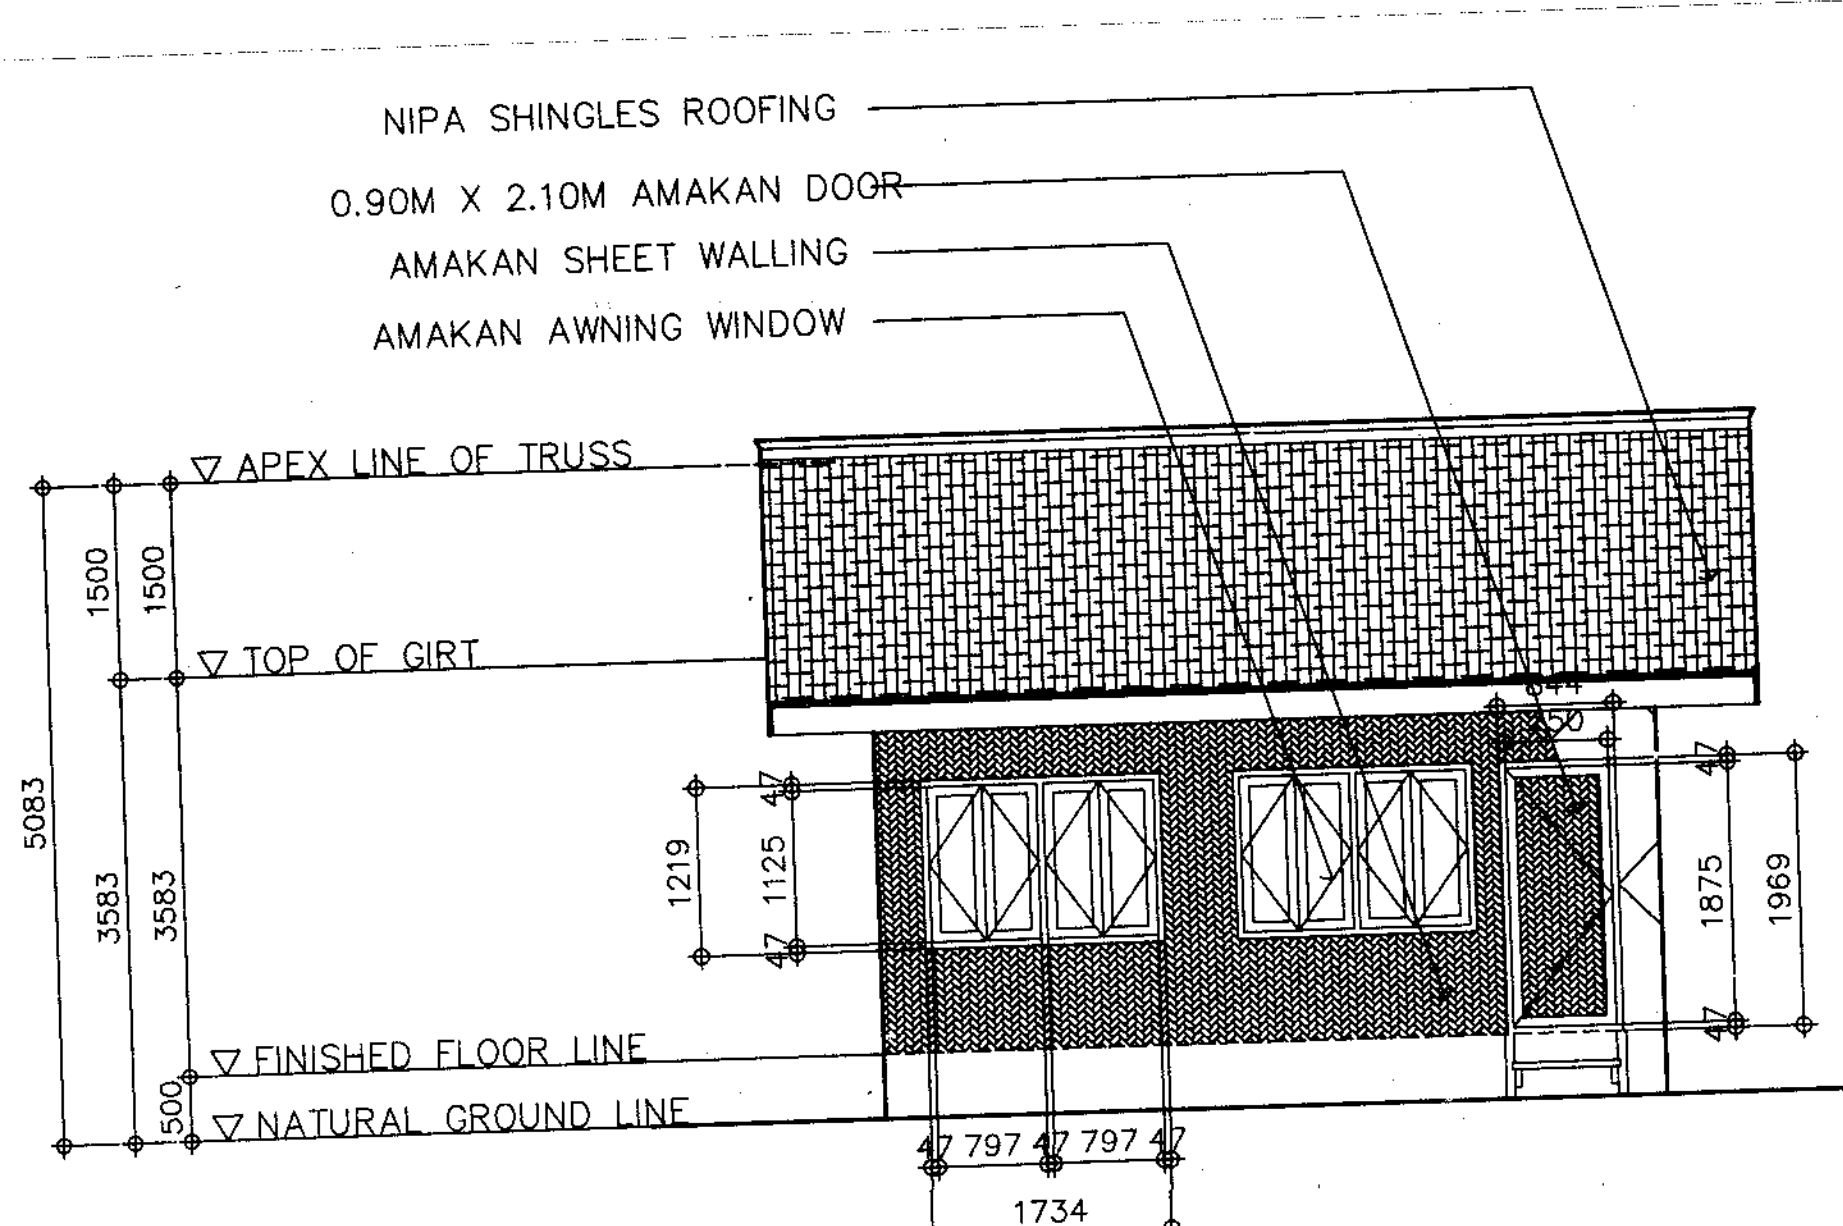 NIPA SHINGLES ROOFING
0.90M X 2.10M AMAKAN DOOR
AMAKAN SHEET WALLING
AMAKAN AWNING WINDOW
APEX LINE OF TRUSS
1500
1500
TOP OF GIRT
5083
3583
3583
1219
47
1125
47
47
1875
1969
47
FINISHED FLOOR LINE
500
NATURAL GROUND LINE
47 797 47 797 47
1734